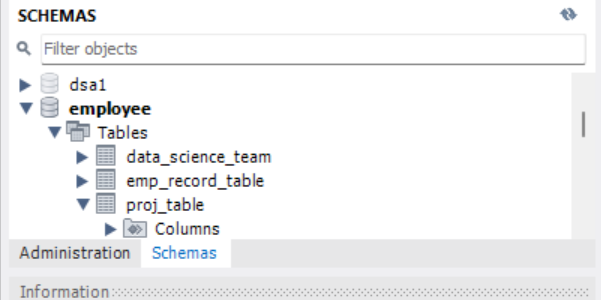 SCHEMAS
Filter objects
dsa1
employee
Tables
data_science_team
emp_record_table
proj_table
Columns
Administration Schemas
Information